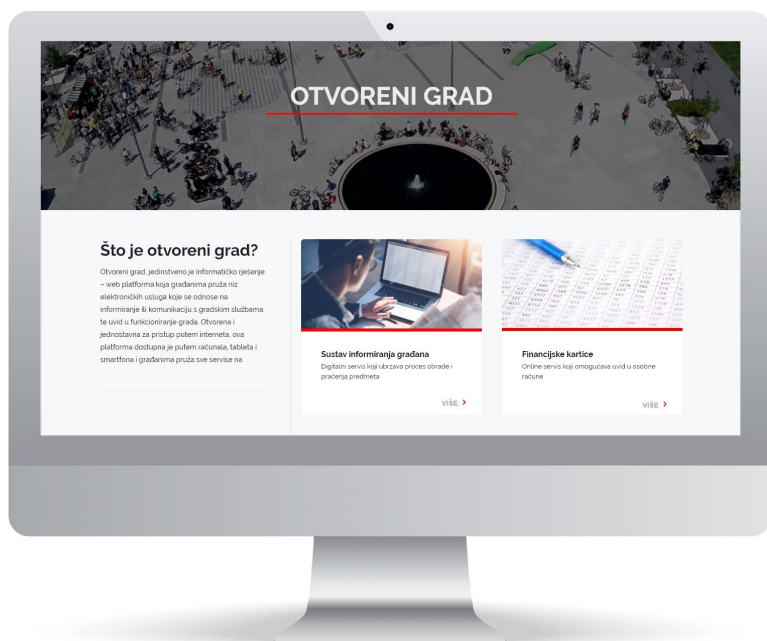 OTVORENI GRAD
Što je otvoreni grad?
Otvoreni grad, jedinstveno je informatičko rješenje
– web platforma koja građanima pruža niz
elektroničkih usluga koje se odnose na
informiranje ili komunikaciju s gradskim službama,
te uvid u funkcioniranje grada. Otvorena i
jednostavna za pristup putem interneta, ova
platforma dostupna je putem računala, tableta i
smartfona i građanima pruža sve servise na
Sustav informiranja građana
Digitalni servis koji ubrzava proces obrade i
praćenja predmeta
VIŠE
Financijske kartice
Online servis koji omogućava uvid u osobne
račune
VIŠE